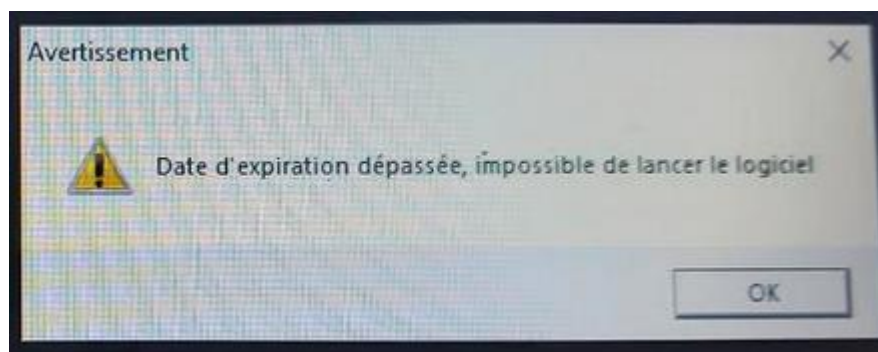 Avertissement
Date d'expiration dépassée, impossible de lancer le logiciel
OK